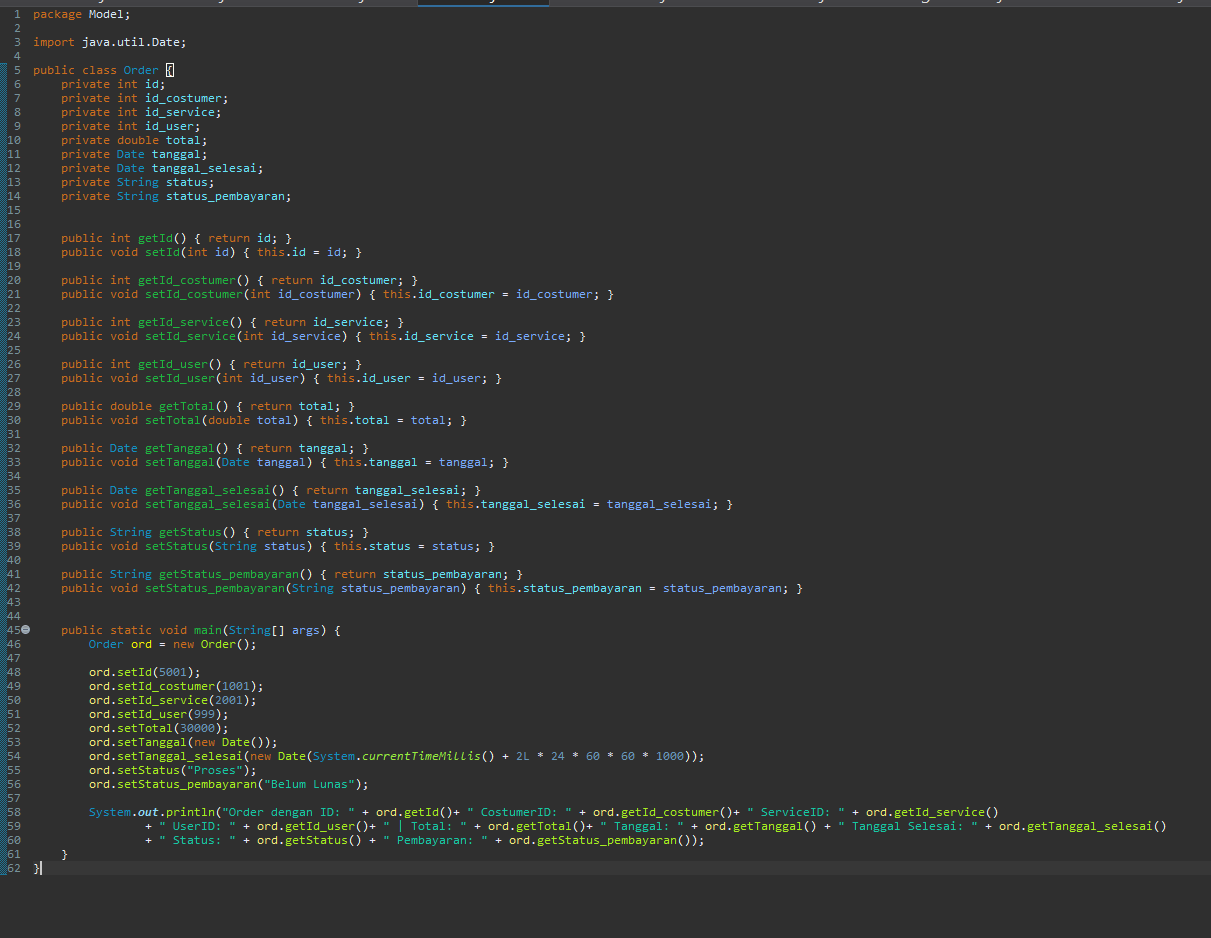 1 package Model;
2
3 import java.util.Date;
4
5 public class Order {
6 private int id;
7 private int id_costumer;
8 private int id_service;
9 private int id_user;
10 private double total;
11 private Date tanggal;
12 private Date tanggal_selesai;
13 private String status;
14 private String status_pembayaran;
15
16
17 public int getId() { return id; }
18 public void setId(int id) { this.id = id; }
19
20 public int getId_costumer() { return id_costumer; }
21 public void setId_costumer(int id_costumer) { this.id_costumer = id_costumer; }
22
23 public int getId_service() { return id_service; }
24 public void setId_service(int id_service) { this.id_service = id_service; }
25
26 public int getId_user() { return id_user; }
27 public void setId_user(int id_user) { this.id_user = id_user; }
28
29 public double getTotal() { return total; }
30 public void setTotal(double total) { this.total = total; }
31
32 public Date getTanggal() { return tanggal; }
33 public void setTanggal(Date tanggal) { this.tanggal = tanggal; }
34
35 public Date getTanggal_selesai() { return tanggal_selesai; }
36 public void setTanggal_selesai(Date tanggal_selesai) { this.tanggal_selesai = tanggal_selesai; }
37
38 public String getStatus() { return status; }
39 public void setStatus(String status) { this.status = status; }
40
41 public String getStatus_pembayaran() { return status_pembayaran; }
42 public void setStatus_pembayaran(String status_pembayaran) { this.status_pembayaran = status_pembayaran; }
43
44
45 public static void main(String[] args) {
46 Order ord = new Order();
47
48 ord.setId(5001);
49 ord.setId_costumer(1001);
50 ord.setId_service(2001);
51 ord.setId_user(999);
52 ord.setTotal(30000);
53 ord.setTanggal(new Date());
54 ord.setTanggal_selesai(new Date(System.currentTimeMillis() + 2L * 24 * 60 * 60 * 1000));
55 ord.setStatus("Proses");
56 ord.setStatus_pembayaran("Belum Lunas");
57
58 System.out.println("Order dengan ID: " + ord.getId()+ " CostumerID: " + ord.getId_costumer()+ " ServiceID: " + ord.getId_service()
59 + " UserID: " + ord.getId_user()+ " | Total: " + ord.getTotal()+ " Tanggal: " + ord.getTanggal() + " Tanggal Selesai: " + ord.getTanggal_selesai()
60 + " Status: " + ord.getStatus() + " Pembayaran: " + ord.getStatus_pembayaran());
61 }
62 }